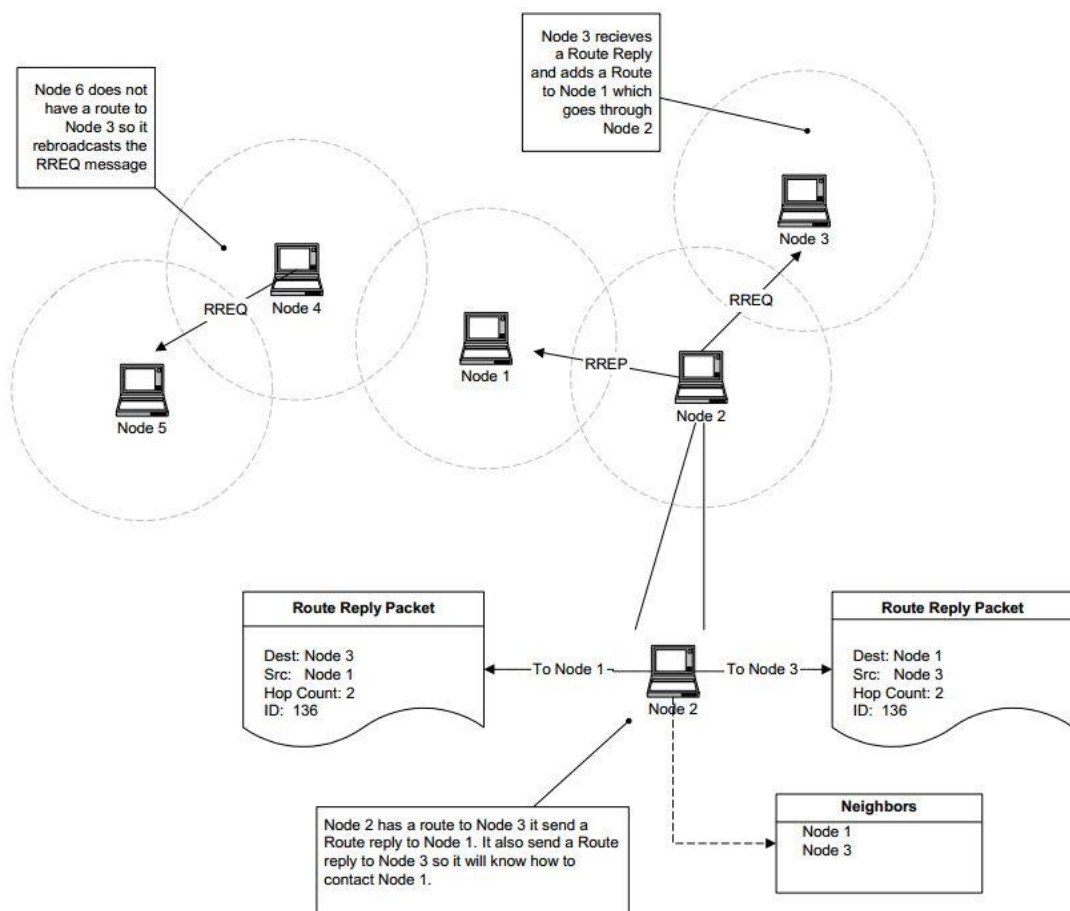 Node 3 recieves
a Route Reply
and adds a Route
to Node 1 which
goes through
Node 2
Node 6 does not
have a route to
Node 3 so it
rebroadcasts the
RREQ message
Node 3
RREQ
RREQ
Node 4
Node 1
RREP
Node 2
Node 5
Route Reply Packet
Dest: Node 3
Src: Node 1
Hop Count: 2
ID: 136
To Node 1
To Node 3
Node 2
Route Reply Packet
Dest: Node 1
Src: Node 3
Hop Count: 2
ID: 136
Node 2 has a route to Node 3 it send a
Route reply to Node 1. It also send a Route
reply to Node 3 so it will know how to
contact Node 1.
Neighbors
Node 1
Node 3